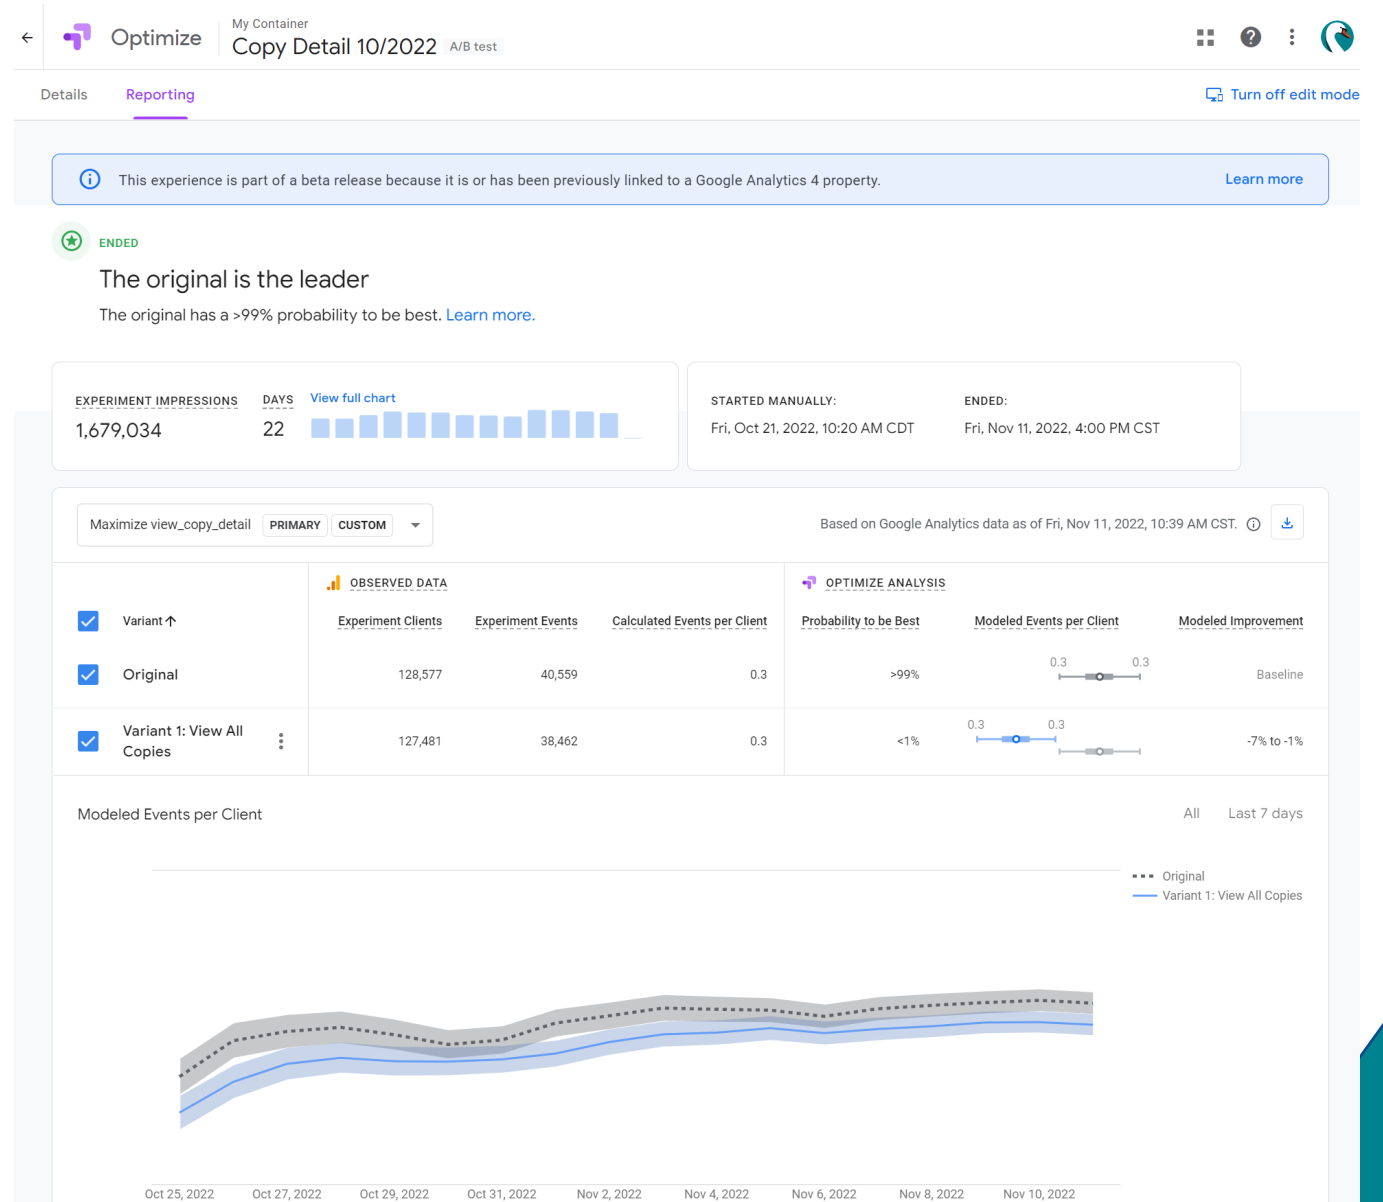 My Container
Optimize
Copy Detail 10/2022 A/B test
Details Reporting Turn off edit mode
This experience is part of a beta release because it is or has been previously linked to a Google Analytics 4 property. Learn more
ENDED
The original is the leader
The original has a >99% probability to be best. Learn more.
EXPERIMENT IMPRESSIONS DAYS View full chart
1,679,034 22
STARTED MANUALLY: ENDED:
Fri, Oct 21, 2022, 10:20 AM CDT Fri, Nov 11, 2022, 4:00 PM CST
Maximize view_copy_detail PRIMARY CUSTOM Based on Google Analytics data as of Fri, Nov 11, 2022, 10:39 AM CST.
OBSERVED DATA OPTIMIZE ANALYSIS
Variant Experiment Clients Experiment Events Calculated Events per Client Probability to be Best Modeled Events per Client Modeled Improvement
0.3 0.3
Original 128,577 40,559 0.3 >99% Baseline
0.3 0.3
Variant 1: View All Copies 127,481 38,462 0.3 <1% -7% to -1%
Modeled Events per Client All Last 7 days
Original
Variant 1: View All Copies
Oct 25, 2022 Oct 27, 2022 Oct 29, 2022 Oct 31, 2022 Nov 2, 2022 Nov 4, 2022 Nov 6, 2022 Nov 8, 2022 Nov 10, 2022